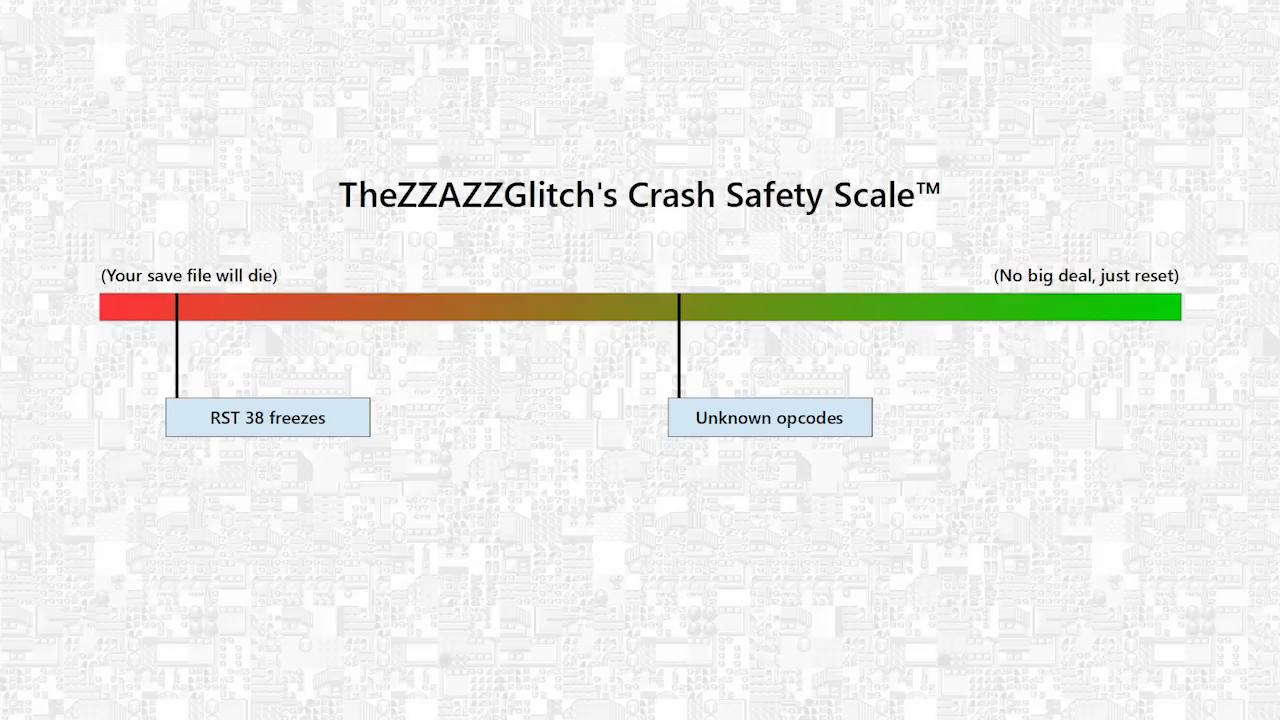 TheZZAZZGlitch's Crash Safety Scale™
(Your save file will die)
(No big deal, just reset)
RST 38 freezes
Unknown opcodes